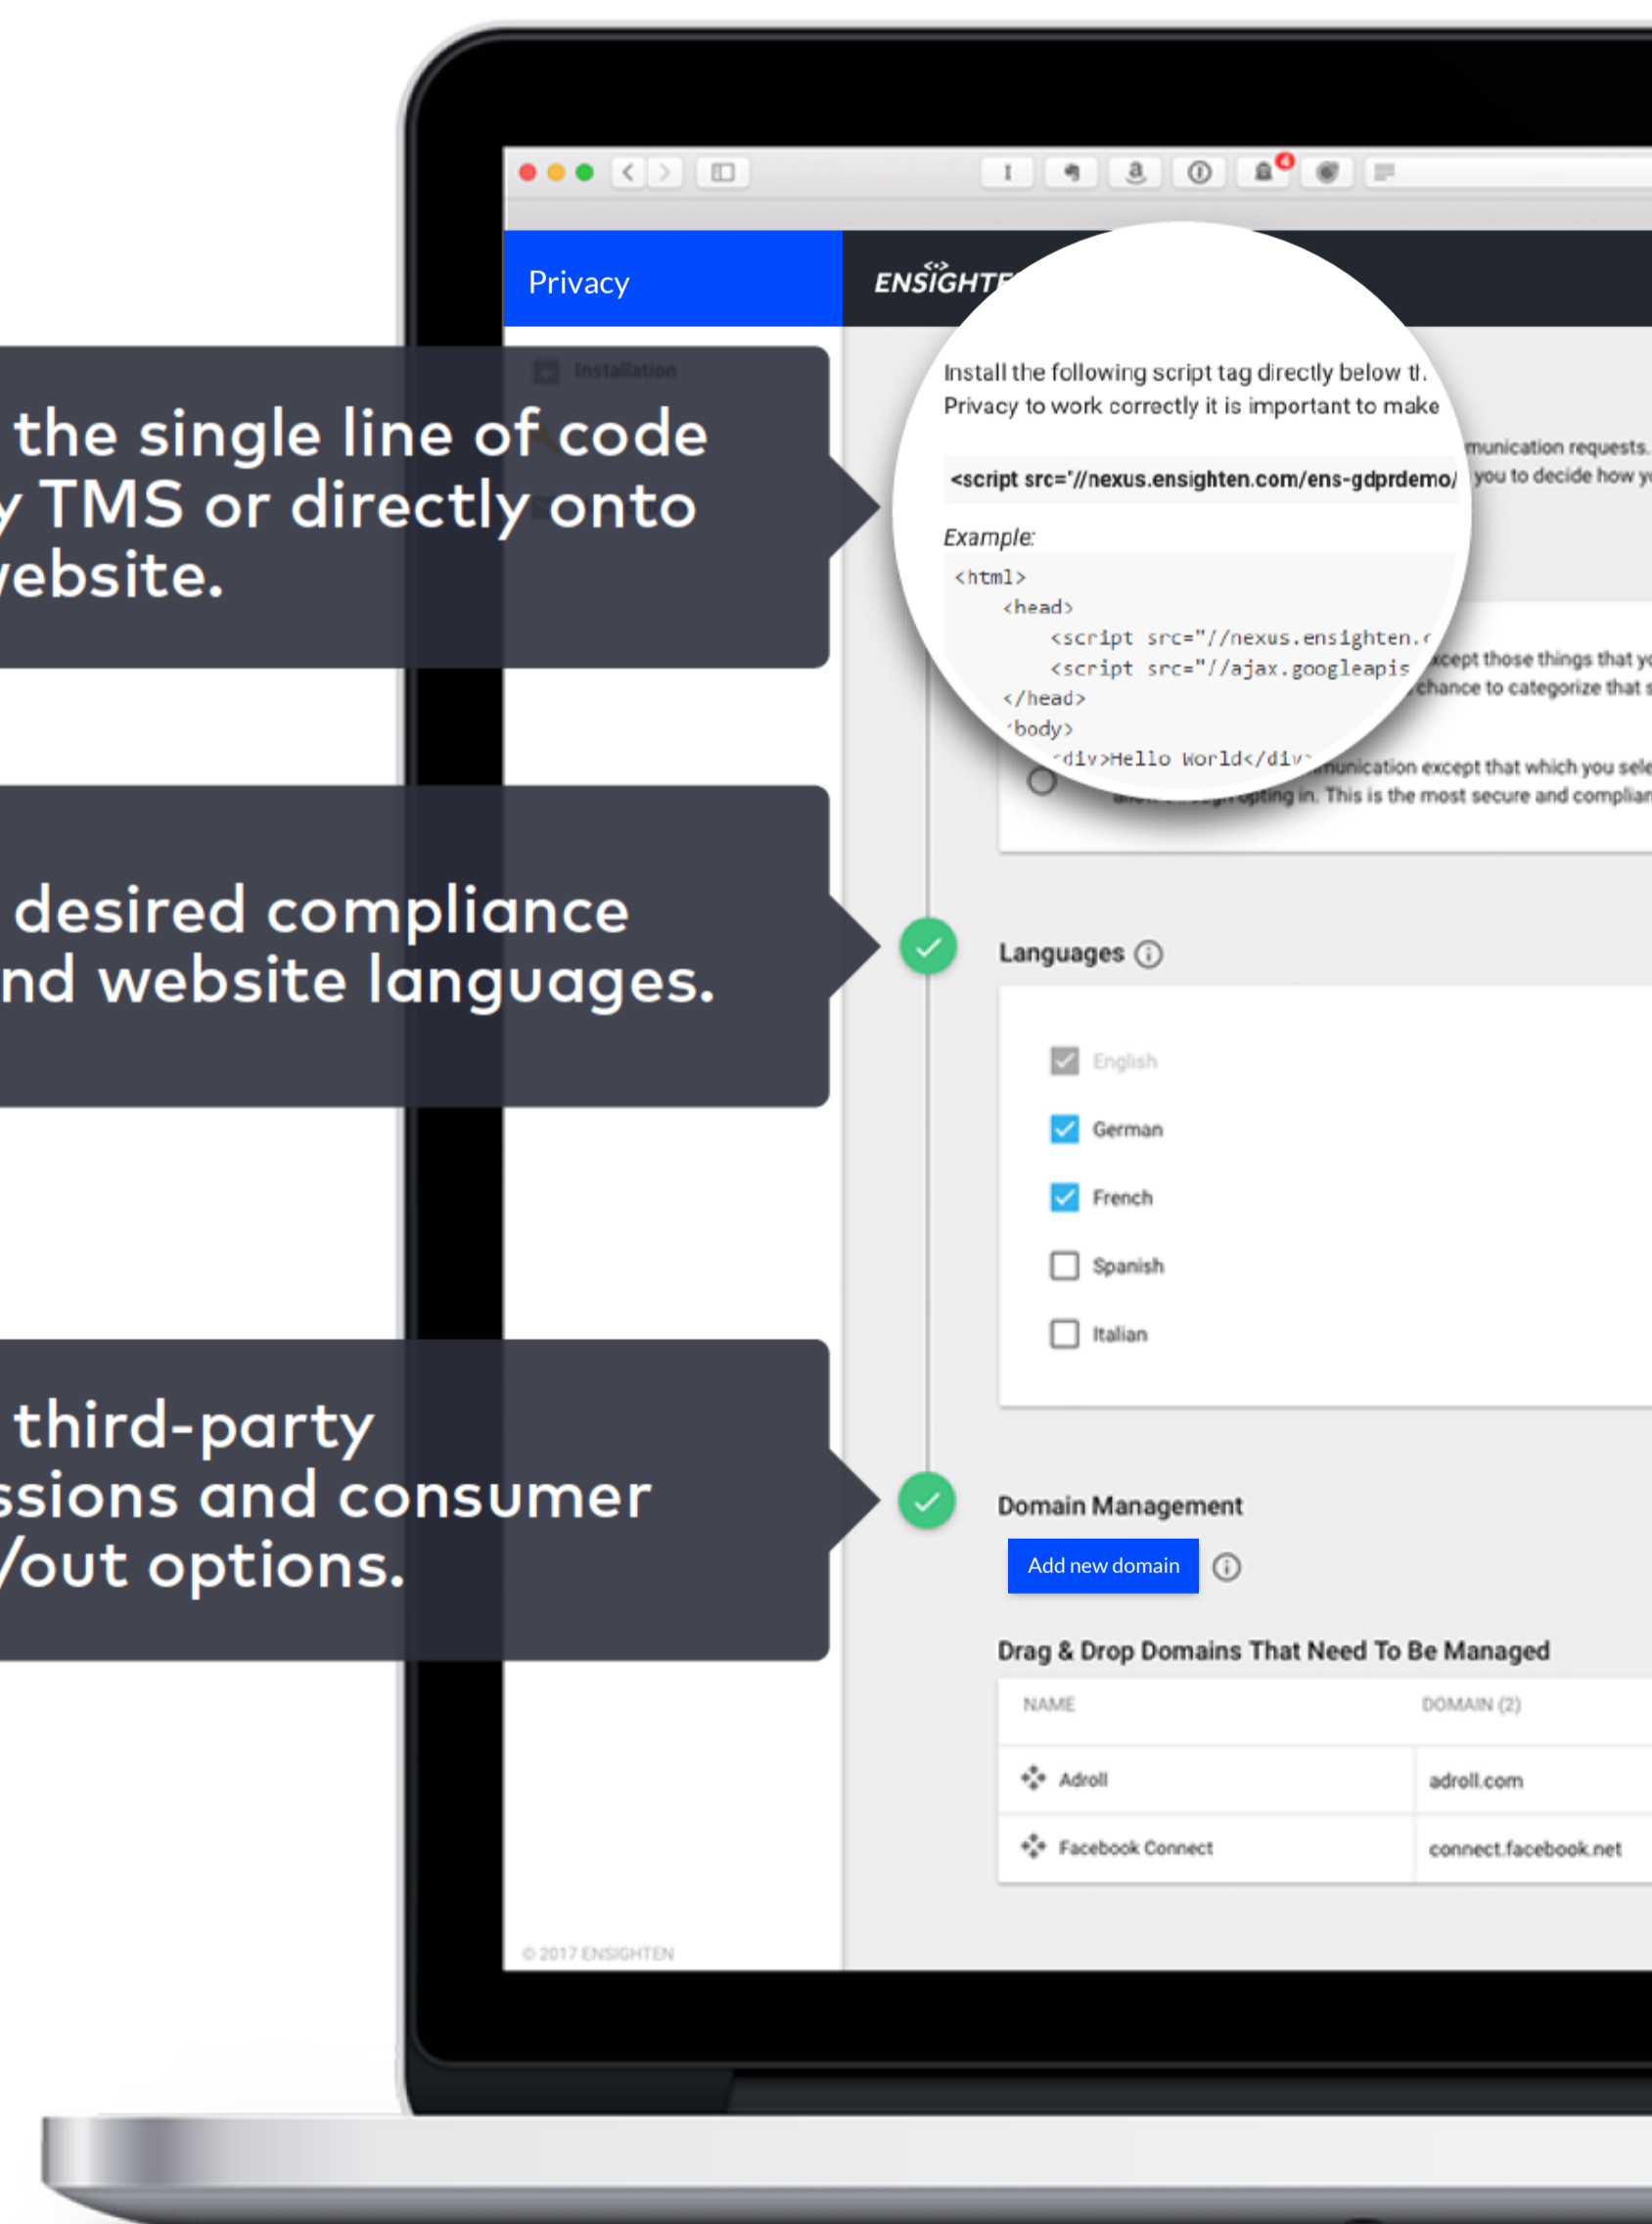 Privacy
ENSIGHTE
Installation
the single line of code
y TMS or directly onto
website.
Install the following script tag directly below th
Privacy to work correctly it is important to make
<script src="//nexus.ensighten.com/ens-gdprdemo/
Example:
<html>
<head>
<script src="//nexus.ensighten.c
<script src="//ajax.googleapis
</head>
<body>
<div>Hello World</div>
munication requests.
you to decide how yo
xcept those things that yo
chance to categorize that s
munication except that which you sele
opting in. This is the most secure and complian
desired compliance
nd website languages.
Languages
English
German
French
Spanish
Italian
third-party
ssions and consumer
/out options.
Domain Management
Add new domain
Drag & Drop Domains That Need To Be Managed
NAME DOMAIN (2)
Adroll adroll.com
Facebook Connect connect.facebook.net
© 2017 ENSIGHTEN